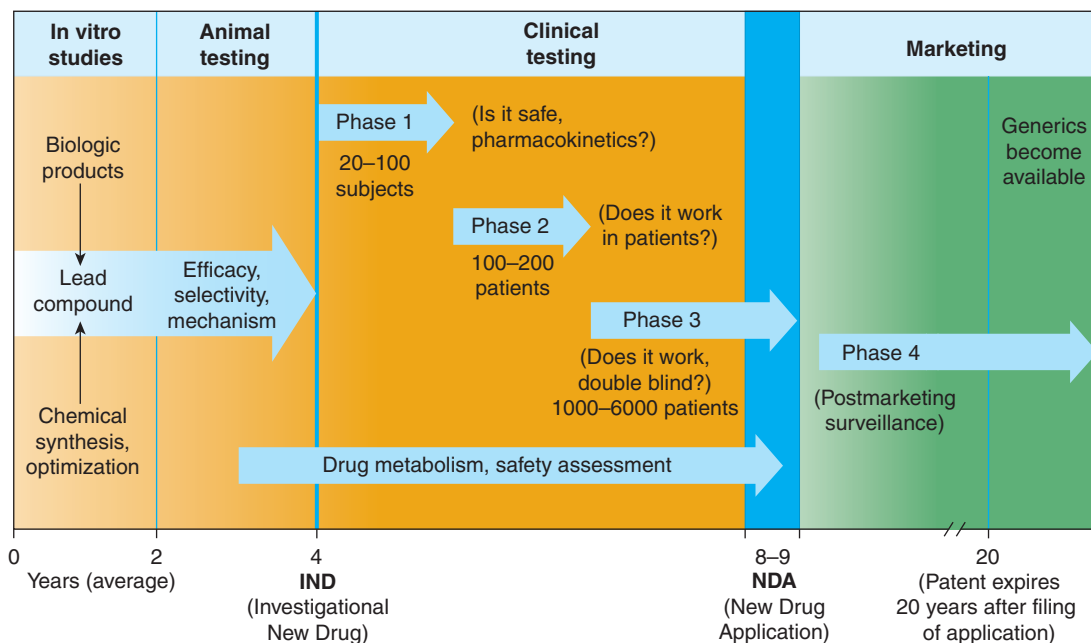 In vitro
studies
Animal
testing
Clinical
testing
Marketing
Biologic
products
Lead
compound
Chemical
synthesis,
optimization
Efficacy,
selectivity,
mechanism
Phase 1
20–100
subjects
(Is it safe,
pharmacokinetics?)
Phase 2
100–200
patients
(Does it work
in patients?)
Phase 3
(Does it work,
double blind?)
1000–6000 patients
Drug metabolism, safety assessment
Phase 4
(Postmarketing
surveillance)
Generics
become
available
0
2
4
8–9
20
Years (average)
IND
(Investigational
New Drug)
NDA
(New Drug
Application)
(Patent expires
20 years after filing
of application)